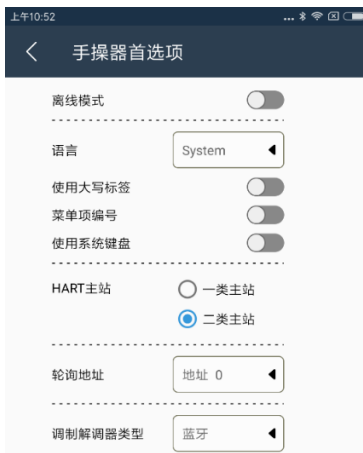 上午10:52 ...
手操器首选项
离线模式
语言 System
使用大写标签
菜单项编号
使用系统键盘
HART主站 一类主站
二类主站
轮询地址 地址 0
调制解调器类型 蓝牙